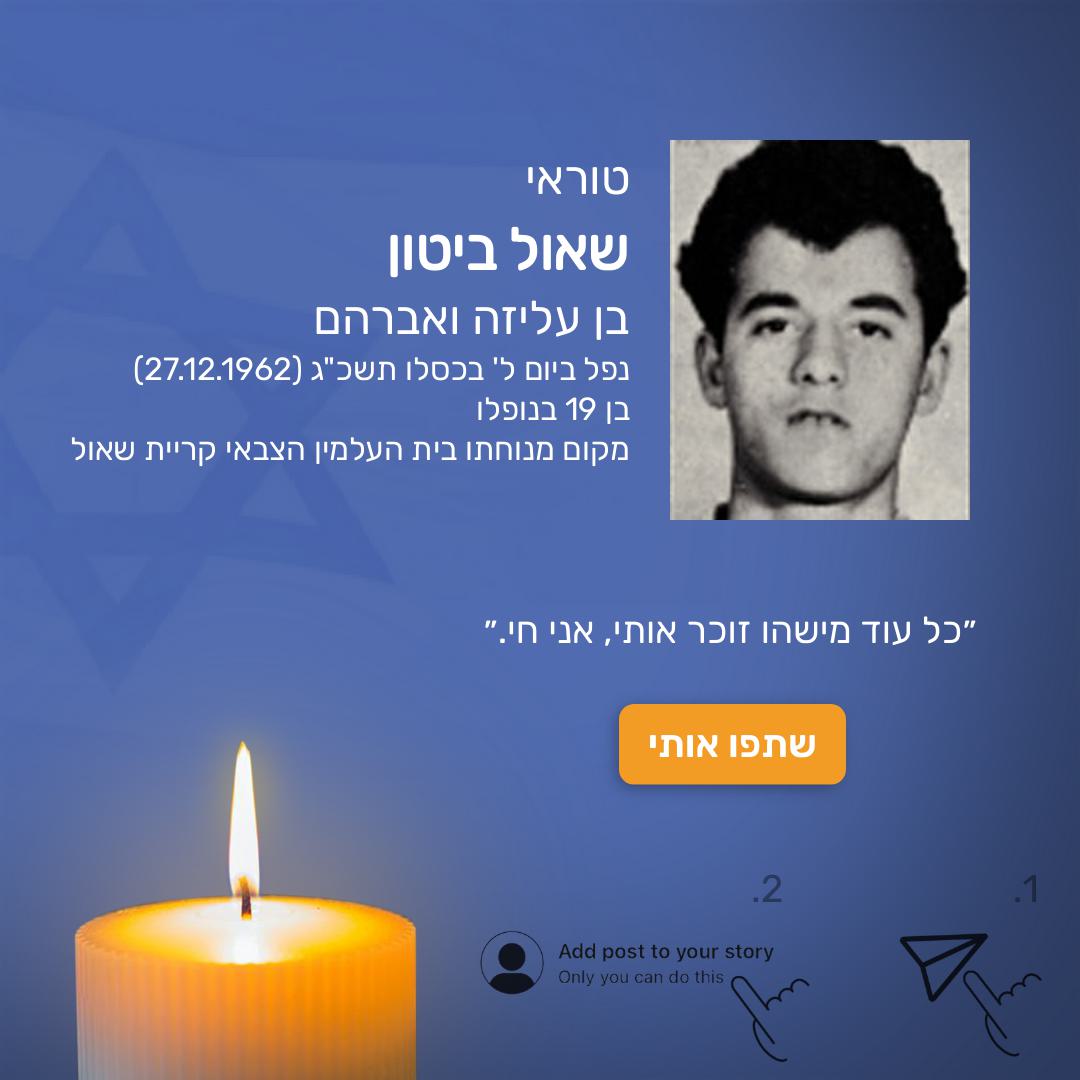 טוראי
שאול ביטון
בן עליזה ואברהם
נפל ביום ל' בכסלו תשכ"ג (27.12.1962)
בן 19 בנופלו
מקום מנוחתו בית העלמין הצבאי קריית שאול
״כל עוד מישהו זוכר אותי, אני חי.״
שתפו אותי
1.
2.
Add post to your story
Only you can do this